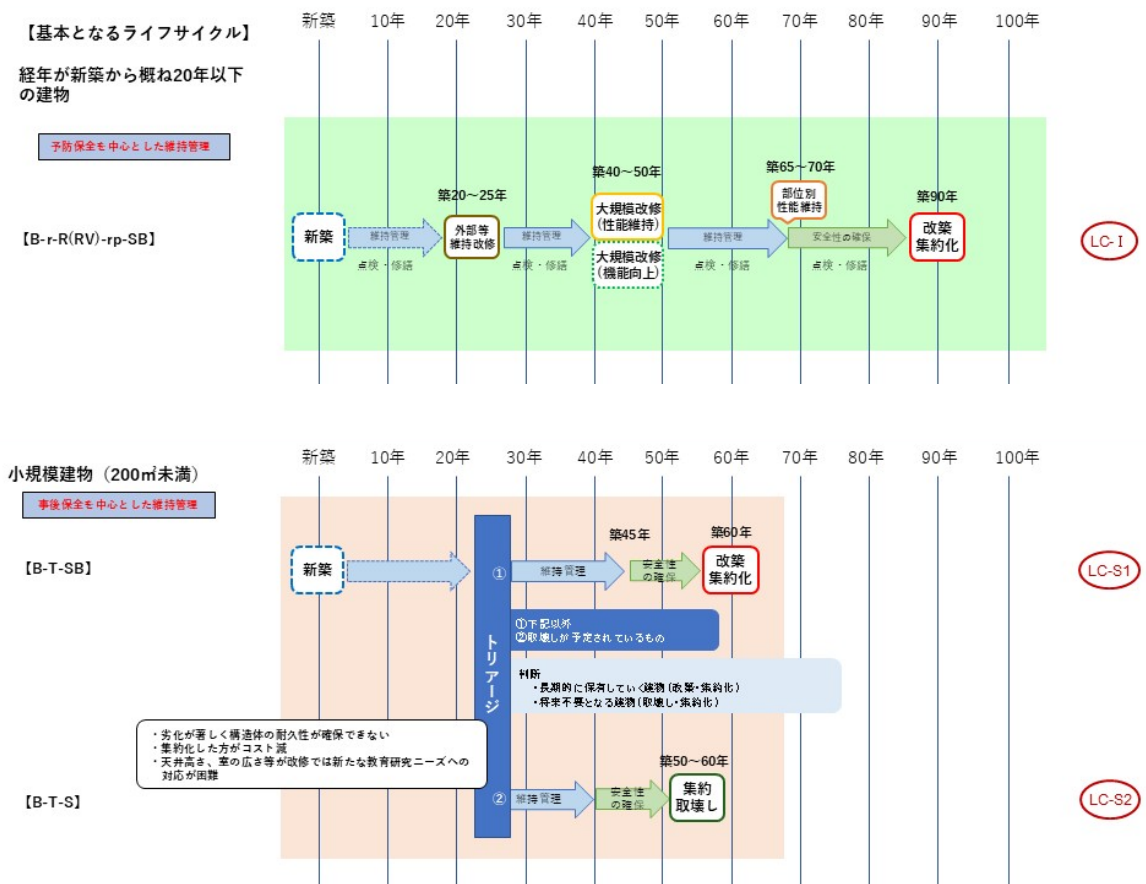 【基本となるライフサイクル】
経年が新築から概ね20年以下
の建物
予防保全を中心とした維持管理
【B-r-R(RV)-rp-SB】
新築 10年 20年 30年 40年 50年 60年 70年 80年 90年 100年
築20～25年
築40～50年
築65～70年
築90年
新築
維持管理
点検・修繕
外部等
維持改修
維持管理
点検・修繕
大規模改修
(性能維持)
大規模改修
(機能向上)
維持管理
点検・修繕
部位別
性能維持
安全性の確保
点検・修繕
改築
集約化
LC-Ⅰ
小規模建物（200㎡未満）
事後保全を中心とした維持管理
新築 10年 20年 30年 40年 50年 60年 70年 80年 90年 100年
【B-T-SB】
新築
トリアージ
①
維持管理
築45年
安全性
の確保
築60年
改築
集約化
LC-S1
①下記以外
②取壊しが予定されているもの
判断
・長期的に保有していく建物(改築・集約化)
・将来不要となる建物(取壊し・集約化)
・劣化が著しく構造体の耐久性が確保できない
・集約化した方がコスト減
・天井高さ、室の広さ等が改修では新たな教育研究ニーズへの
対応が困難
【B-T-S】
②
維持管理
安全性
の確保
築50～60年
集約
取壊し
LC-S2